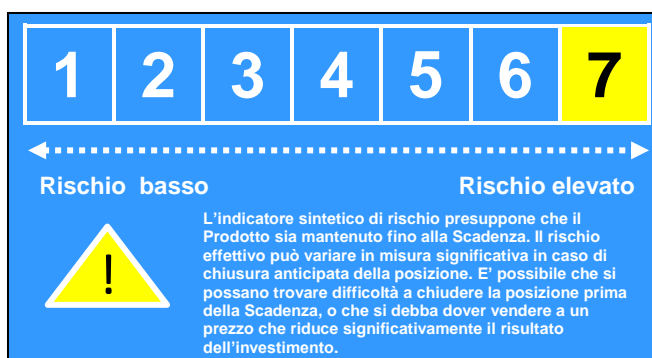 1 2 3 4 5 6 7
Rischio basso Rischio elevato
!
L'indicatore sintetico di rischio presuppone che il
Prodotto sia mantenuto fino alla Scadenza. Il rischio
effettivo può variare in misura significativa in caso di
chiusura anticipata della posizione. E' possibile che si
possano trovare difficoltà a chiudere la posizione prima
della Scadenza, o che si debba dover vendere a un
prezzo che riduce significativamente il risultato
dell'investimento.